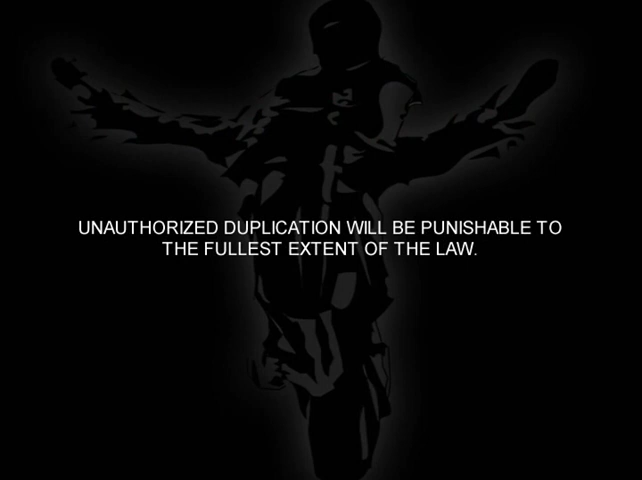 UNAUTHORIZED DUPLICATION WILL BE PUNISHABLE TO
THE FULLEST EXTENT OF THE LAW.